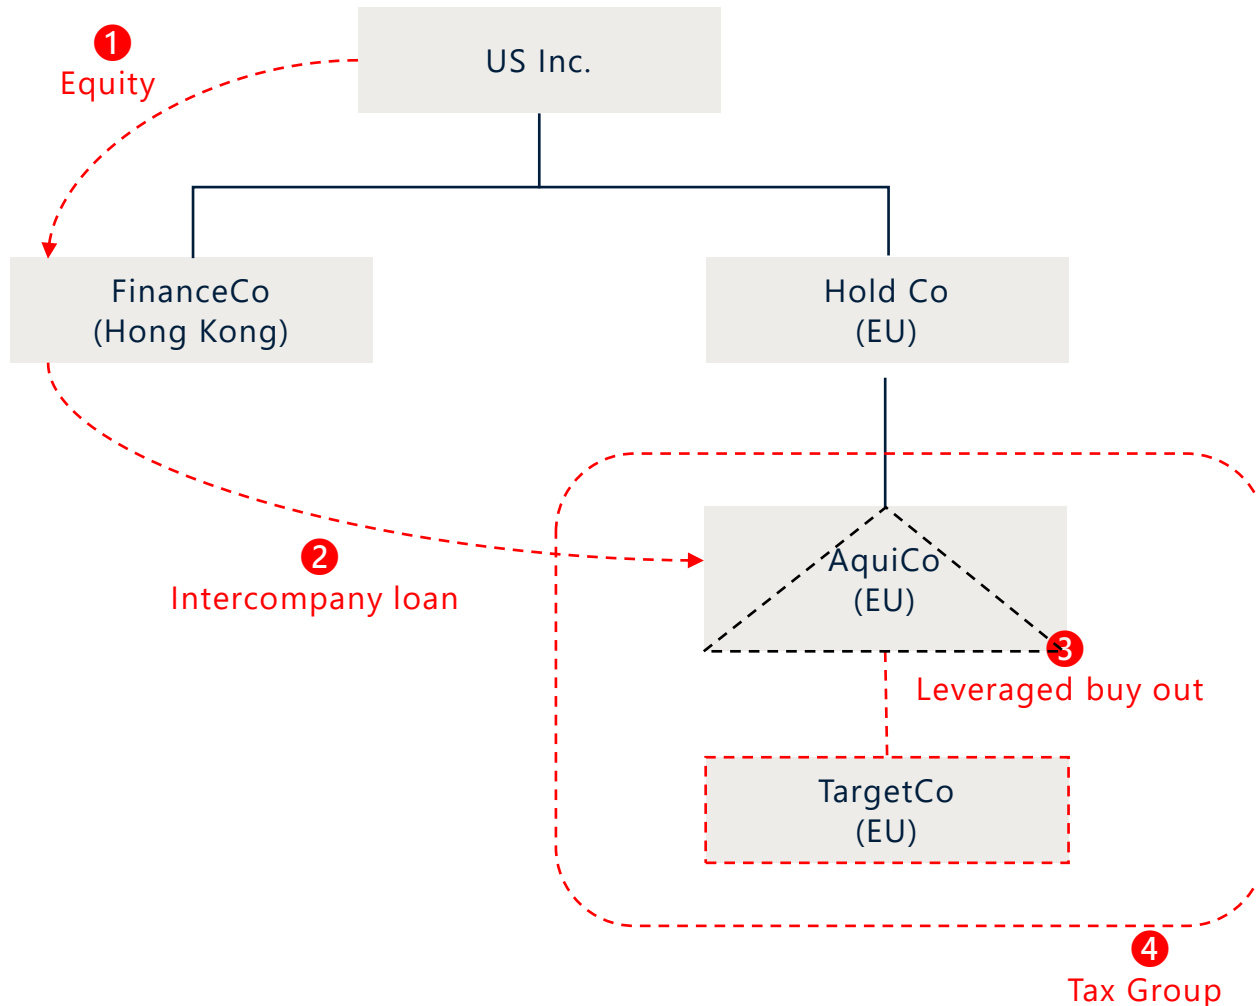 1
Equity
US Inc.
FinanceCo
(Hong Kong)
Hold Co
(EU)
2
Intercompany loan
AquiCo
(EU)
3
Leveraged buy out
TargetCo
(EU)
4
Tax Group